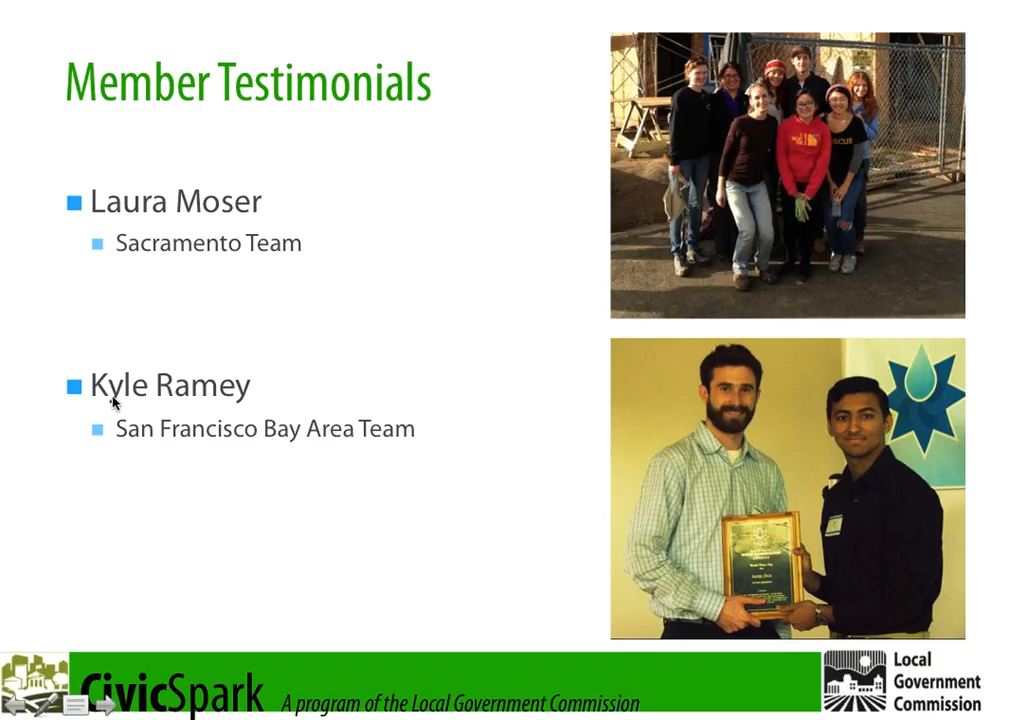 Member Testimonials
Laura Moser
Sacramento Team
Kyle Ramey
San Francisco Bay Area Team
CivicSpark A program of the Local Government Commission
Local
Government
Commission